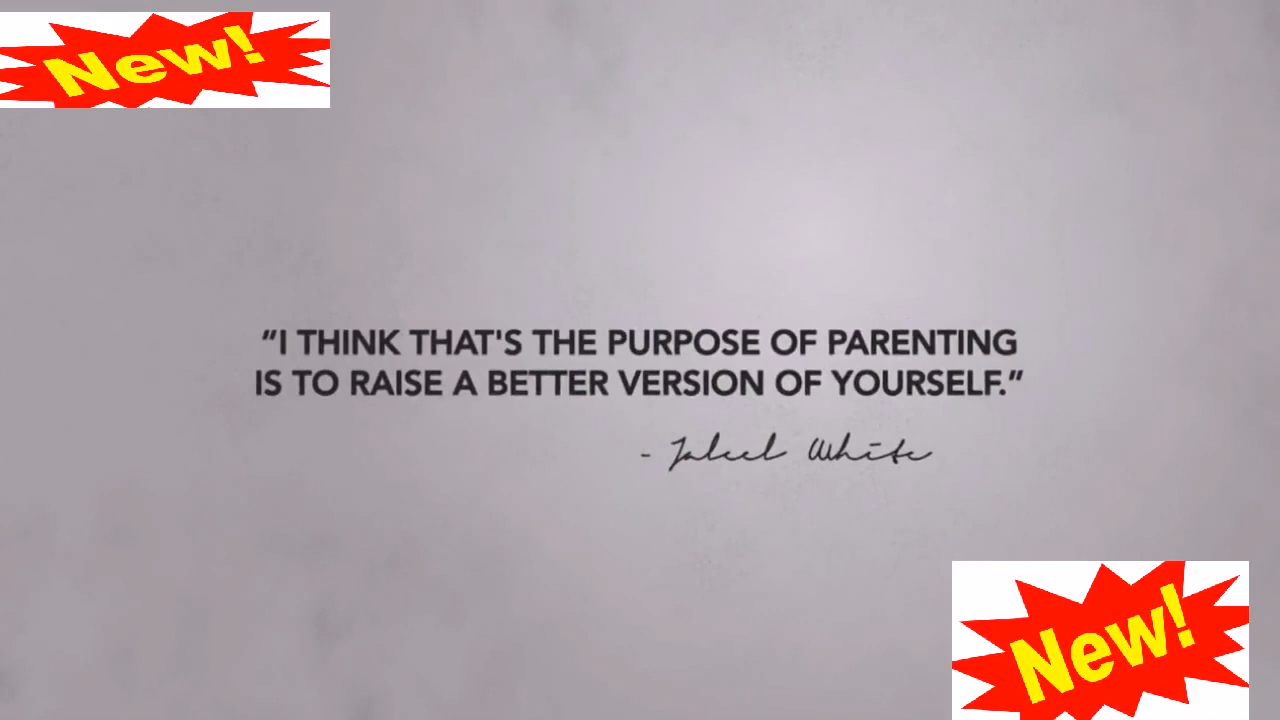 New!
“I THINK THAT'S THE PURPOSE OF PARENTING
IS TO RAISE A BETTER VERSION OF YOURSELF.”
- Jaleel White
New!